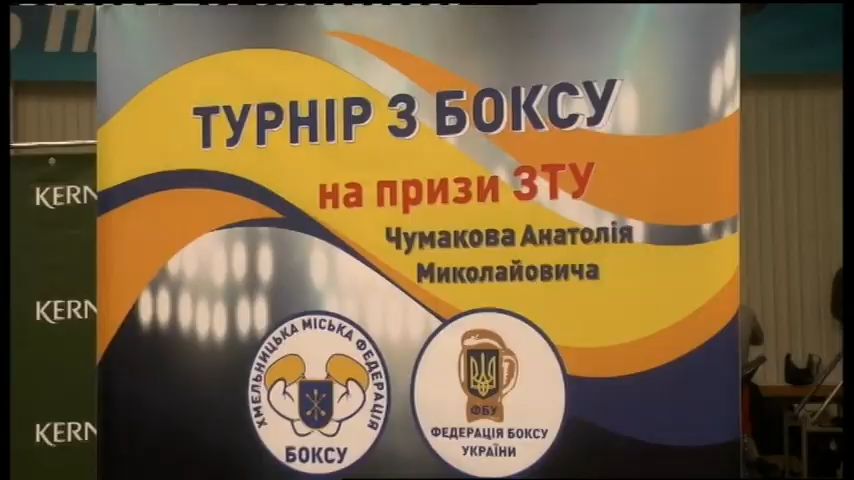 ТУРНІР З БОКСУ
на призи ЗТУ
Чумакова Анатолія
Миколайовича
KERN
KERN
KERN
ХМЕЛЬНИЦЬКА МІСЬКА ФЕДЕРАЦІЯ
БОКСУ
ФБУ
ФЕДЕРАЦІЯ БОКСУ
УКРАЇНИ